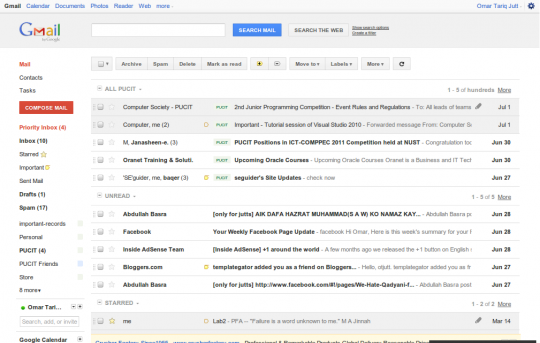 Gmail Calendar Documents Photos Reader Web more
Omar Tariq Jutt
Gmail
by Google
SEARCH MAIL
SEARCH THE WEB
Show search options
Create a filter
Mail
Contacts
Tasks
COMPOSE MAIL
Priority Inbox (4)
Inbox (10)
Starred
Important
Sent Mail
Drafts (1)
Spam (17)
important-records
Personal
PUCIT (4)
PUCIT Friends
Store
8 more
Omar Tari...
Search, add, or invite
Google Calendar
Archive Spam Delete Mark as read Move to Labels More
ALL PUCIT 1 - 5 of hundreds More
Computer Society - PUCIT PUCIT 2nd Junior Programming Competition - Event Rules and Regulations - To: All leads of teams Jul 1
Computer, me (2) PUCIT Important - Tutorial session of Visual Studio 2010 - Forwarded message From: Computer So Jul 1
M, Janasheen-e. (3) PUCIT PUCIT Positions in ICT-COMPPEC 2011 Competition held at NUST - Congratulation to Jun 30
Oranet Training & Soluti. PUCIT Upcoming Oracle Courses - Upcoming Oracle Courses Oranet is a Business and IT Tec Jun 30
'SE'guider, me, baqer (3) PUCIT seguider's Site Updates - check now Jun 27
UNREAD 1 - 5 of 5 More
Abdullah Basra [only for jutts] AIK DAFA HAZRAT MUHAMMAD(S A W) KO NAMAZ KAY... - Abdullah Basra ja Jun 28
Facebook Your Weekly Facebook Page Update - Facebook Hi Omar, Here is this week's summary for your f Jun 28
Inside AdSense Team [Inside AdSense] +1 around the world - A few months ago we released the +1 button on English Jun 28
Bloggers.com templategator added you as a friend on Bloggers... - Hello, otjutt. templategator added you as fr Jun 27
Abdullah Basra [only for jutts] http://www.facebook.com/#!/pages/We-Hate-Qadyani-f... - Abdullah Basra Jun 27
STARRED 1 - 2 of 2 More
me Lab2 - PFA -- "Failure is a word unknown to me." M A Jinnah Mar 14